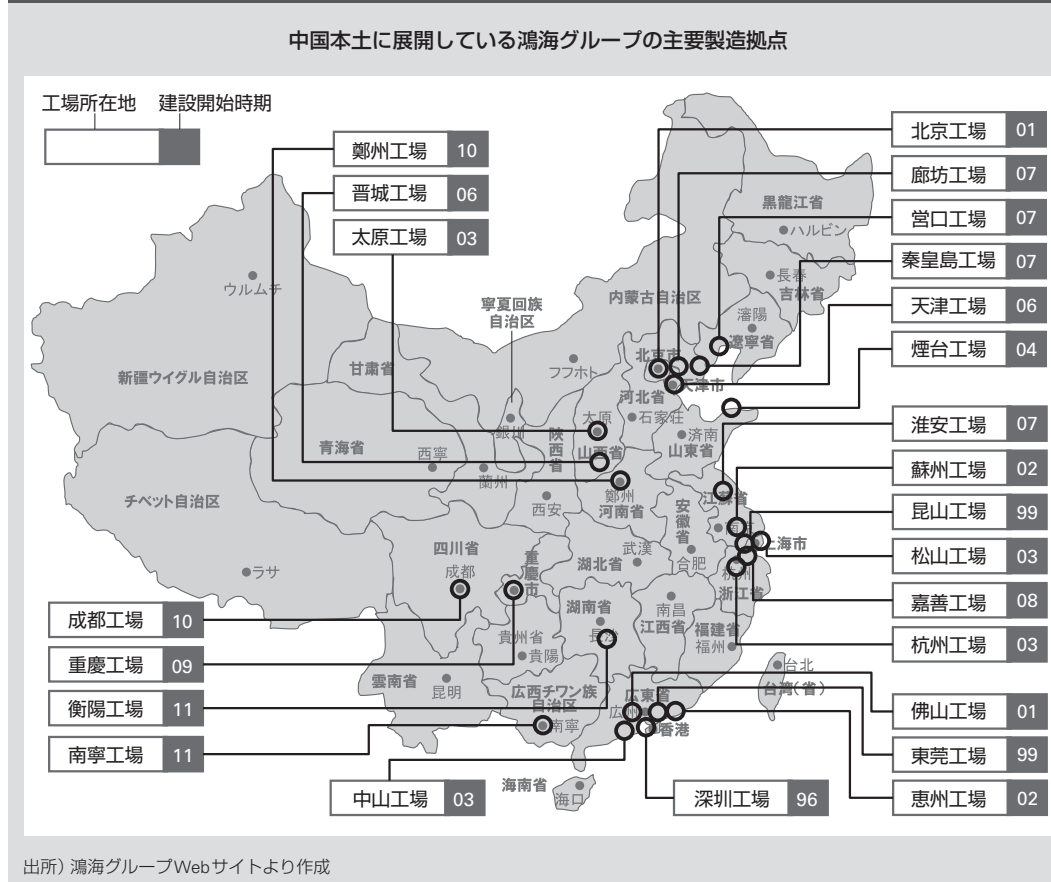 中国本土に展開している鴻海グループの主要製造拠点
工場所在地 建設開始時期
鄭州工場 10
晋城工場 06
太原工場 03
北京工場 01
廊坊工場 07
営口工場 07
秦皇島工場 07
天津工場 06
煙台工場 04
淮安工場 07
蘇州工場 02
昆山工場 99
松山工場 03
嘉善工場 08
杭州工場 03
佛山工場 01
東莞工場 99
恵州工場 02
成都工場 10
重慶工場 09
衡陽工場 11
南寧工場 11
中山工場 03
深圳工場 96
黒龍江省
ハルビン
長春
吉林省
内蒙古自治区
瀋陽
遼寧省
ウルムチ
寧夏回族
自治区
新疆ウイグル自治区
甘粛省
フフホト
北京市
天津市
河北省
石家荘
太原
山西省
済南
山東省
銀川
陝西省
青海省
西寧
蘭州
チベット自治区
西安
鄭州
河南省
江蘇省
安徽省
合肥
上海市
杭州
浙江省
四川省
成都
重慶市
湖北省
武漢
ラサ
湖南省
長沙
南昌
江西省
福建省
福州
貴州省
貴陽
雲南省
昆明
広西チワン族
自治区
南寧
広東省
広州
香港
台北
台湾(省)
海南省
海口
出所)鴻海グループWebサイトより作成